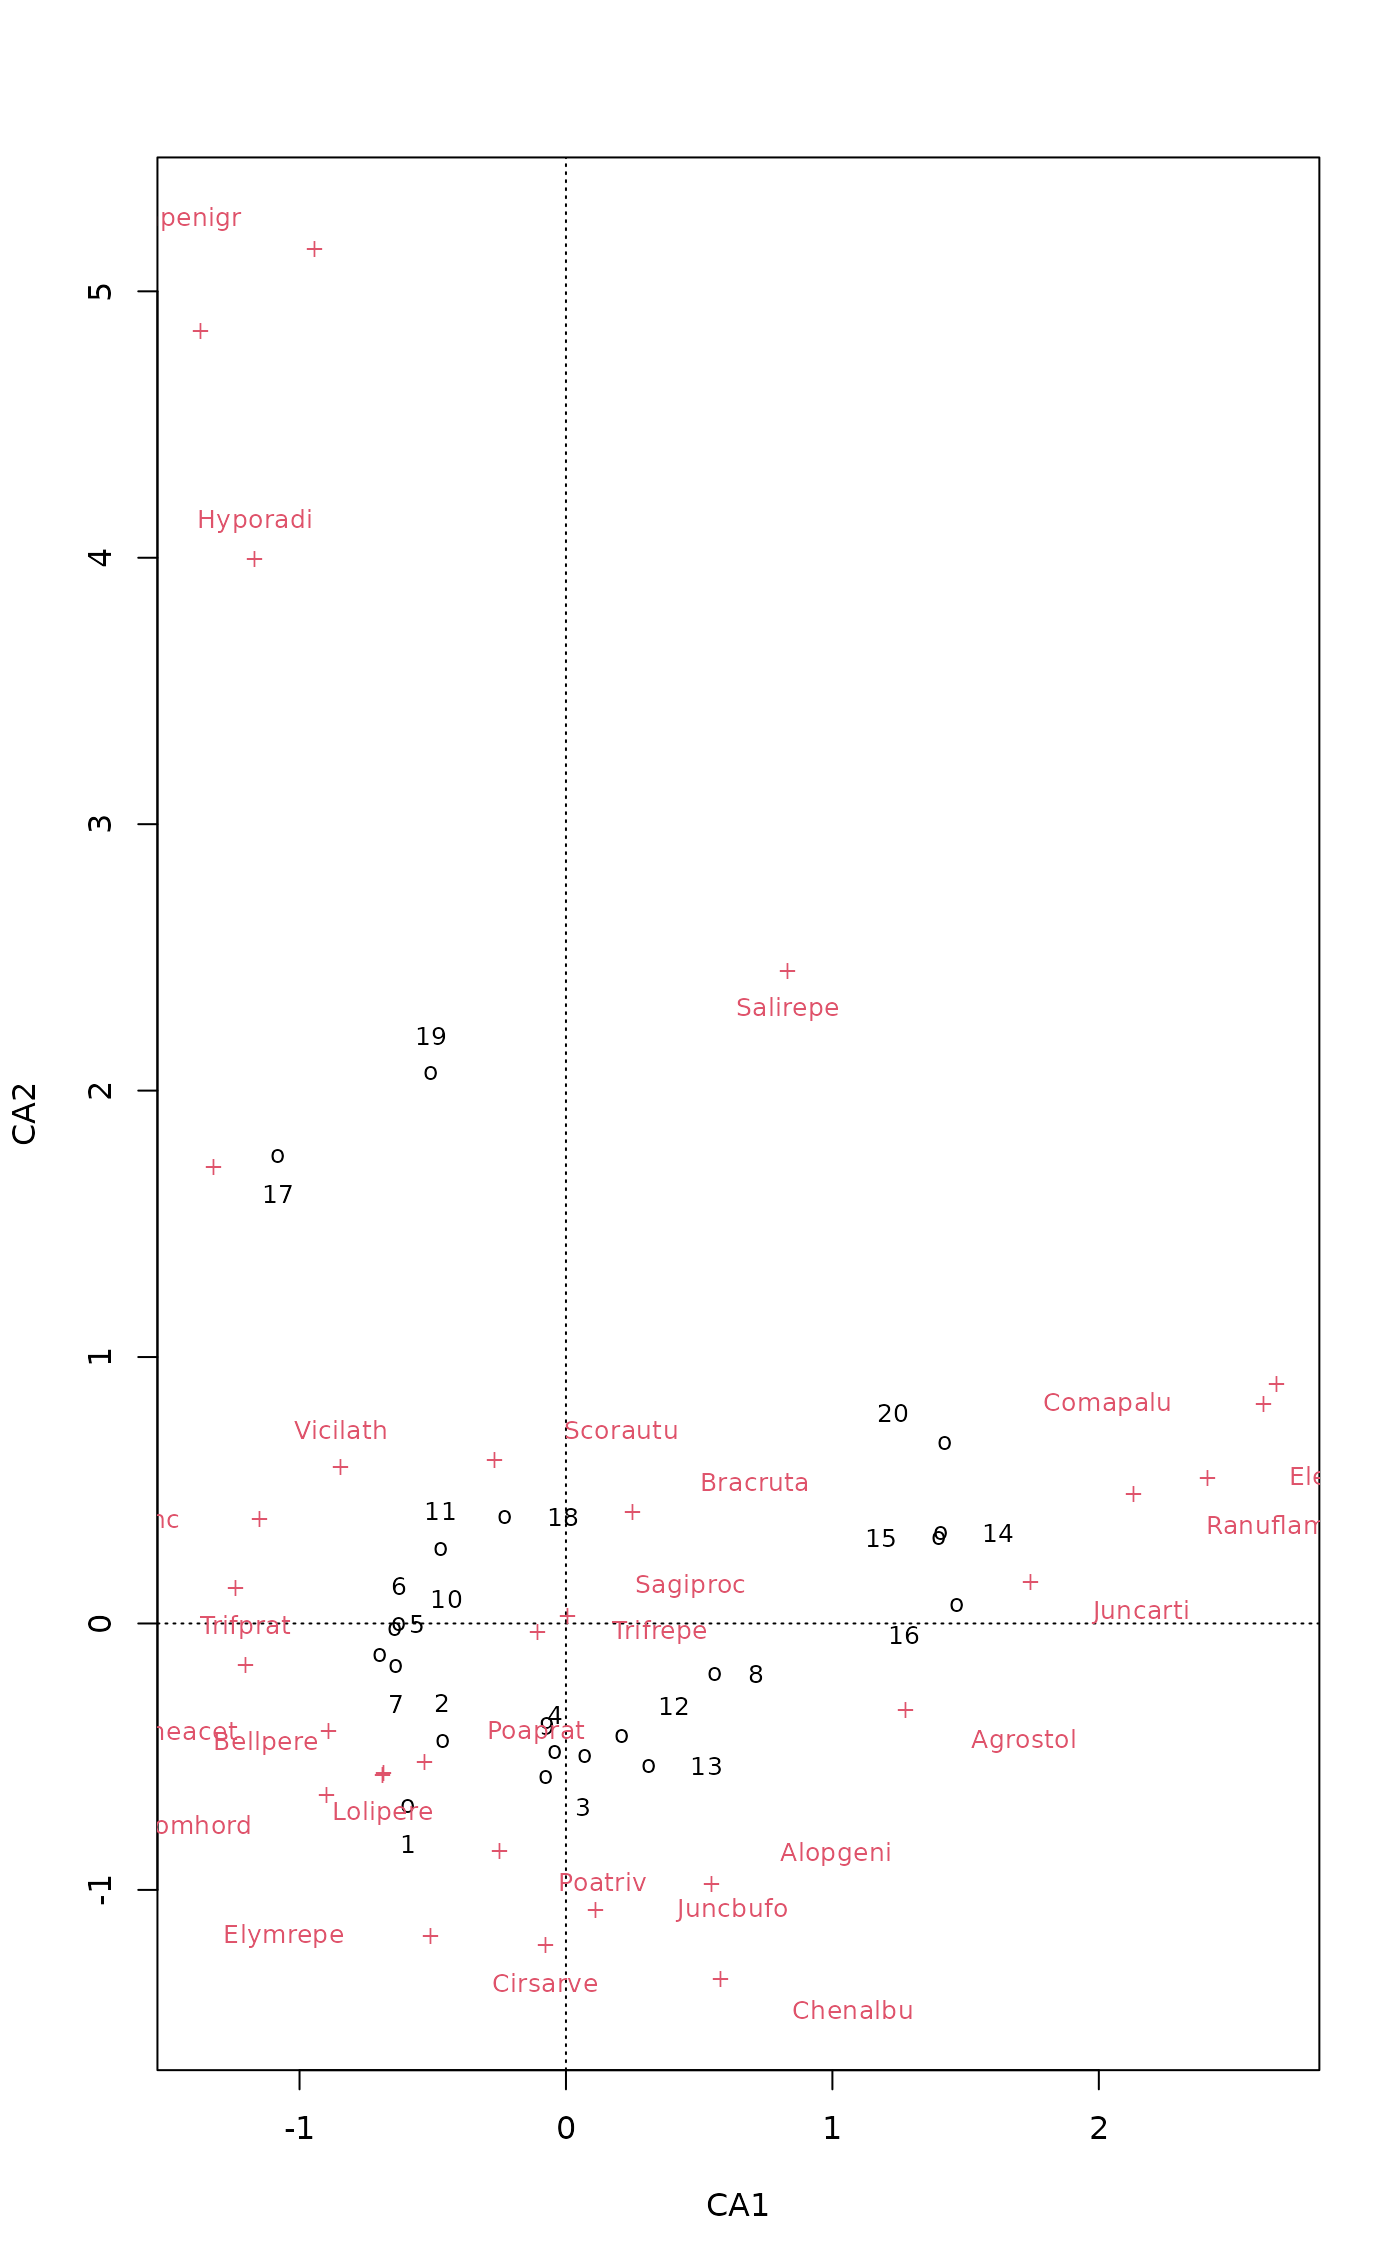 penigr
5
Hyporadi
4
3
Salirepe
19
CA2
2
17
1
Comapalu
20
Vicilath
Scorautu
Ele
Bracruta
11
18
nc
15
14
Ranuflam
6
10
Sagiproc
Juncarti
0
Trifprat
5
Trifrepe
16
8
7
2
12
4
9
neacot
Bellpere
Poaprat
Agrostol
13
3
Lolipere
omhord
1
Alopgeni
Poatriv
-1
Juncbufo
Elymrepe
Cirsarve
Chenalbu
-1 0 1 2
CA1